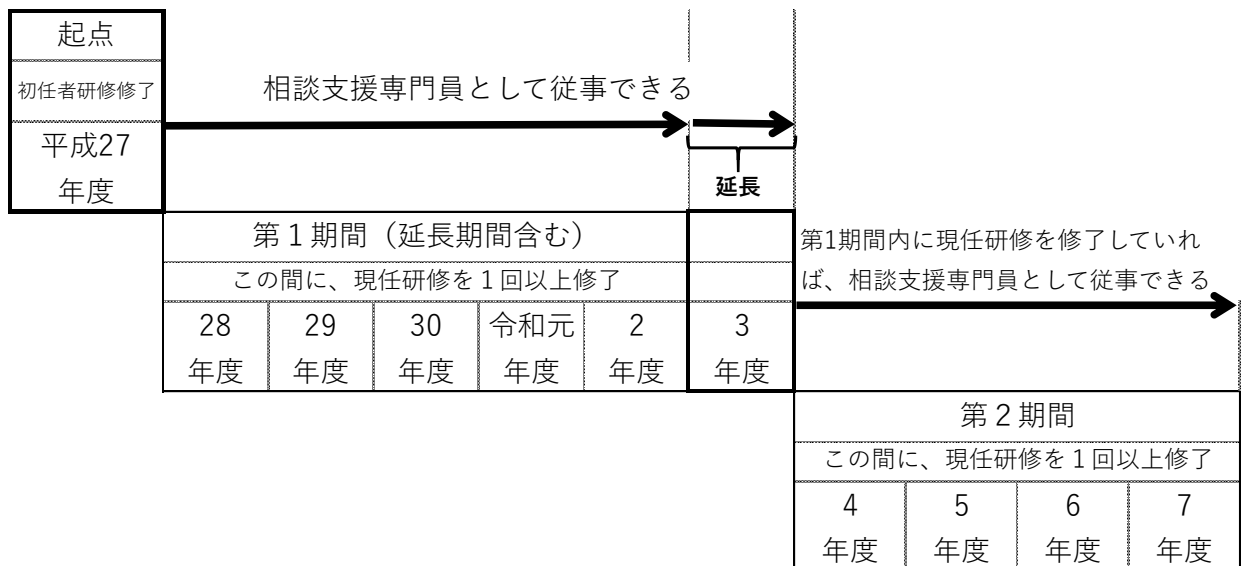 起点
初任者研修修了
平成27
年度
相談支援専門員として従事できる
延長
第１期間（延長期間含む）
この間に、現任研修を１回以上修了
28
年度
29
年度
30
年度
令和元
年度
2
年度
3
年度
第1期間内に現任研修を修了していれ
ば、相談支援専門員として従事できる
第２期間
この間に、現任研修を１回以上修了
4
年度
5
年度
6
年度
7
年度